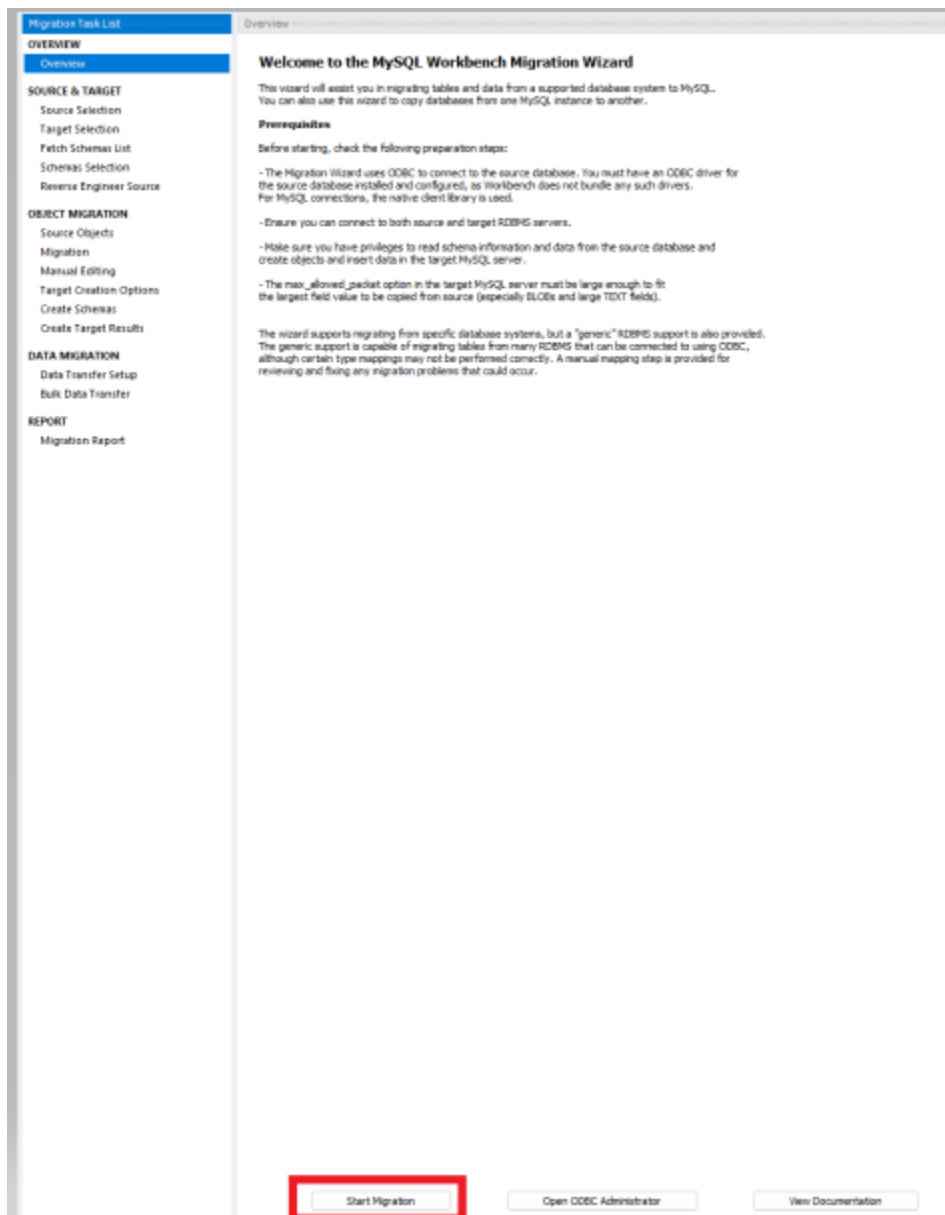 Migration Task List
OVERVIEW
Overview
SOURCE & TARGET
Source Selection
Target Selection
Fetch Schemas List
Schemas Selection
Reverse Engineer Source
OBJECT MIGRATION
Source Objects
Migration
Manual Editing
Target Creation Options
Create Schemas
Create Target Results
DATA MIGRATION
Data Transfer Setup
Bulk Data Transfer
REPORT
Migration Report
Overview
Welcome to the MySQL Workbench Migration Wizard
This wizard will assist you in migrating tables and data from a supported database system to MySQL.
You can also use this wizard to copy databases from one MySQL instance to another.
Prerequisites
Before starting, check the following preparation steps:
- The Migration Wizard uses ODBC to connect to the source database. You must have an ODBC driver for
the source database installed and configured, as Workbench does not bundle any such drivers.
For MySQL connections, the native client library is used.
- Ensure you can connect to both source and target RDBMS servers.
- Make sure you have privileges to read schema information and data from the source database and
create objects and insert data in the target MySQL server.
- The max_allowed_packet option in the target MySQL server must be large enough to fit
the largest field value to be copied from source (especially BLOBs and large TEXT fields).
The wizard supports migrating from specific database systems, but a "generic" RDBMS support is also provided.
The generic support is capable of migrating tables from many RDBMS that can be connected to using ODBC,
although certain type mappings may not be performed correctly. A manual mapping step is provided for
reviewing and fixing any migration problems that could occur.
Start Migration
Open ODBC Administrator
View Documentation